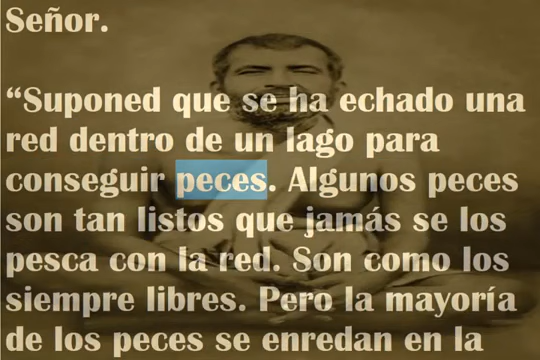 Señor.
“Suponed que se ha echado una
red dentro de un lago para
conseguir peces. Algunos peces
son tan listos que jamás se los
pesca con la red. Son como los
siempre libres. Pero la mayoría
de los peces se enredan en la